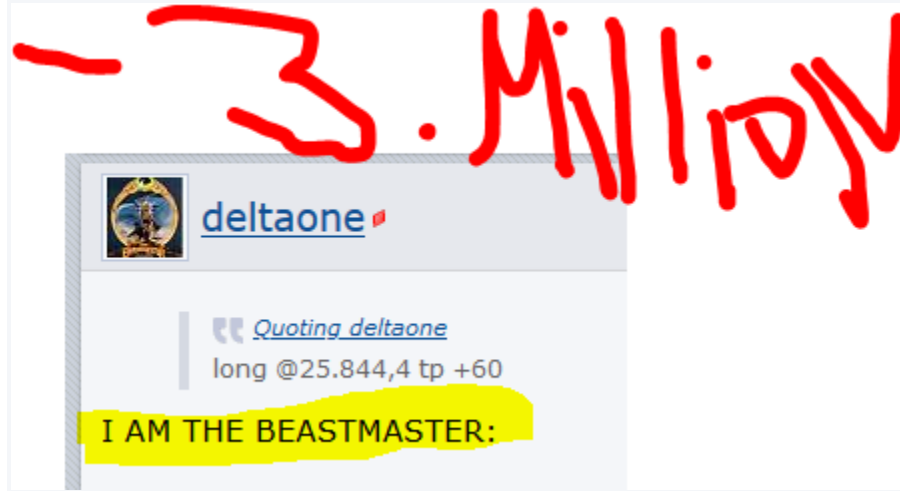 - 3. Million
deltaone
Quoting deltaone
long @25.844,4 tp +60
I AM THE BEASTMASTER: